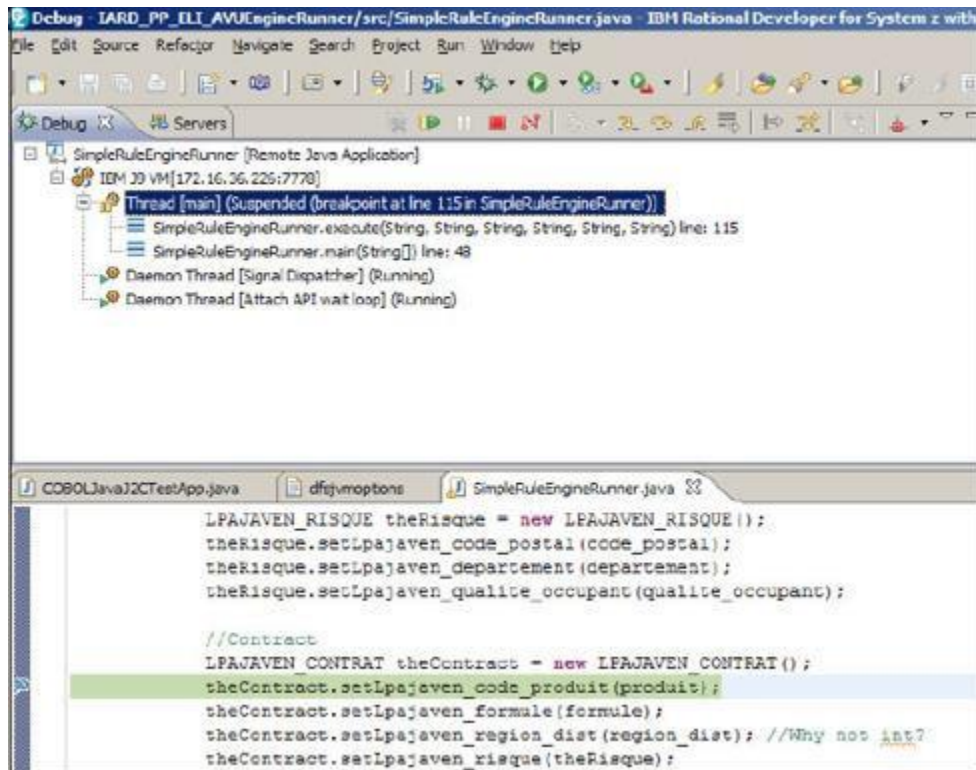 Debug - IARD_PP_ELI_AVUEngineRunner/src/SimpleRuleEngineRunner.java - IBM Rational Developer for System z with
File Edit Source Refactor Navigate Search Project Run Window Help
Debug Servers
SimpleRuleEngineRunner [Remote Java Application]
IBM J9 VM[172.16.36.226:7778]
Thread [main] (Suspended (breakpoint at line 115 in SimpleRuleEngineRunner))
SimpleRuleEngineRunner.execute(String, String, String, String, String, String) line: 115
SimpleRuleEngineRunner.main(String[]) line: 48
Daemon Thread [Signal Dispatcher] (Running)
Daemon Thread [Attach API wait loop] (Running)
COBOLJavaJ2CTestApp.java dfsjvmoptions SimpleRuleEngineRunner.java
LPAJAVEN_RISQUE theRisque = new LPAJAVEN_RISQUE();
theRisque.setLpajaven_code_postal(code_postal);
theRisque.setLpajaven_departement(departement);
theRisque.setLpajaven_qualite_occupant(qualite_occupant);
//Contract
LPAJAVEN_CONTRAT theContract = new LPAJAVEN_CONTRAT();
theContract.setLpajaven_code_produit(produit);
theContract.setLpajaven_formule(formule);
theContract.setLpajaven_region_dist(region_dist); //Why not int?
theContract.setLpajaven_risque(theRisque);